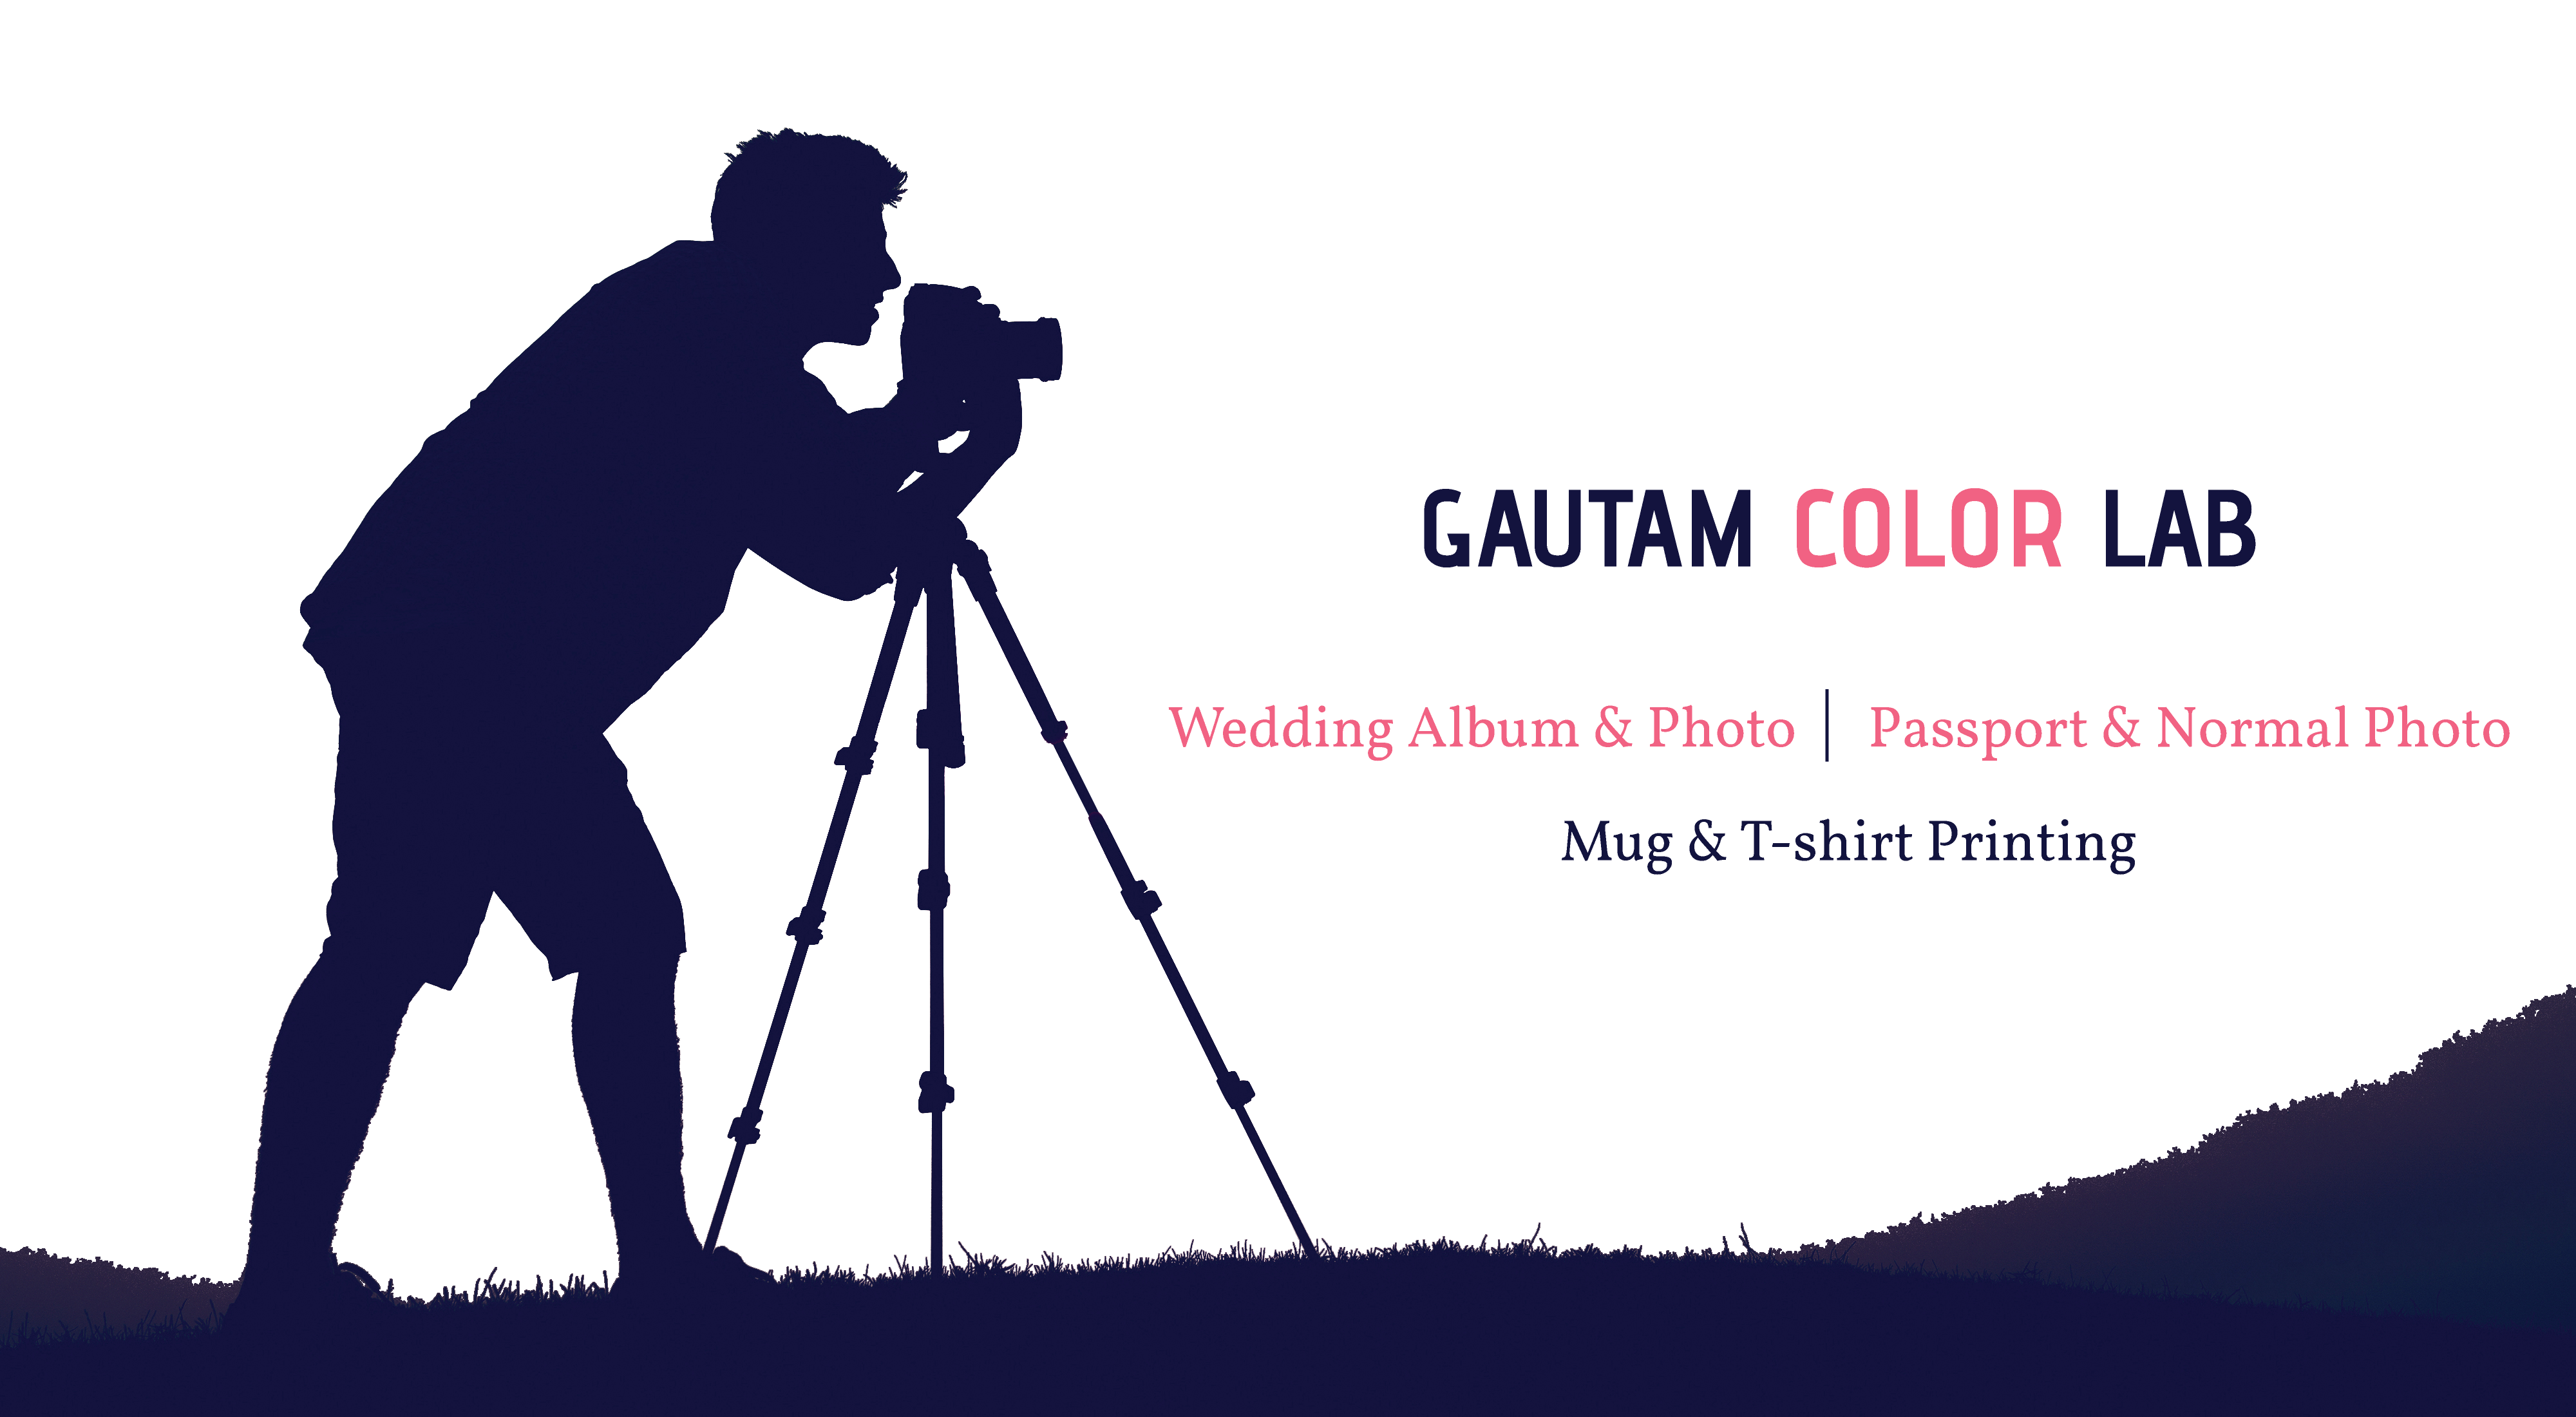 GAUTAM COLOR LAB
Wedding Album & Photo | Passport & Normal Photo
Mug & T-shirt Printing